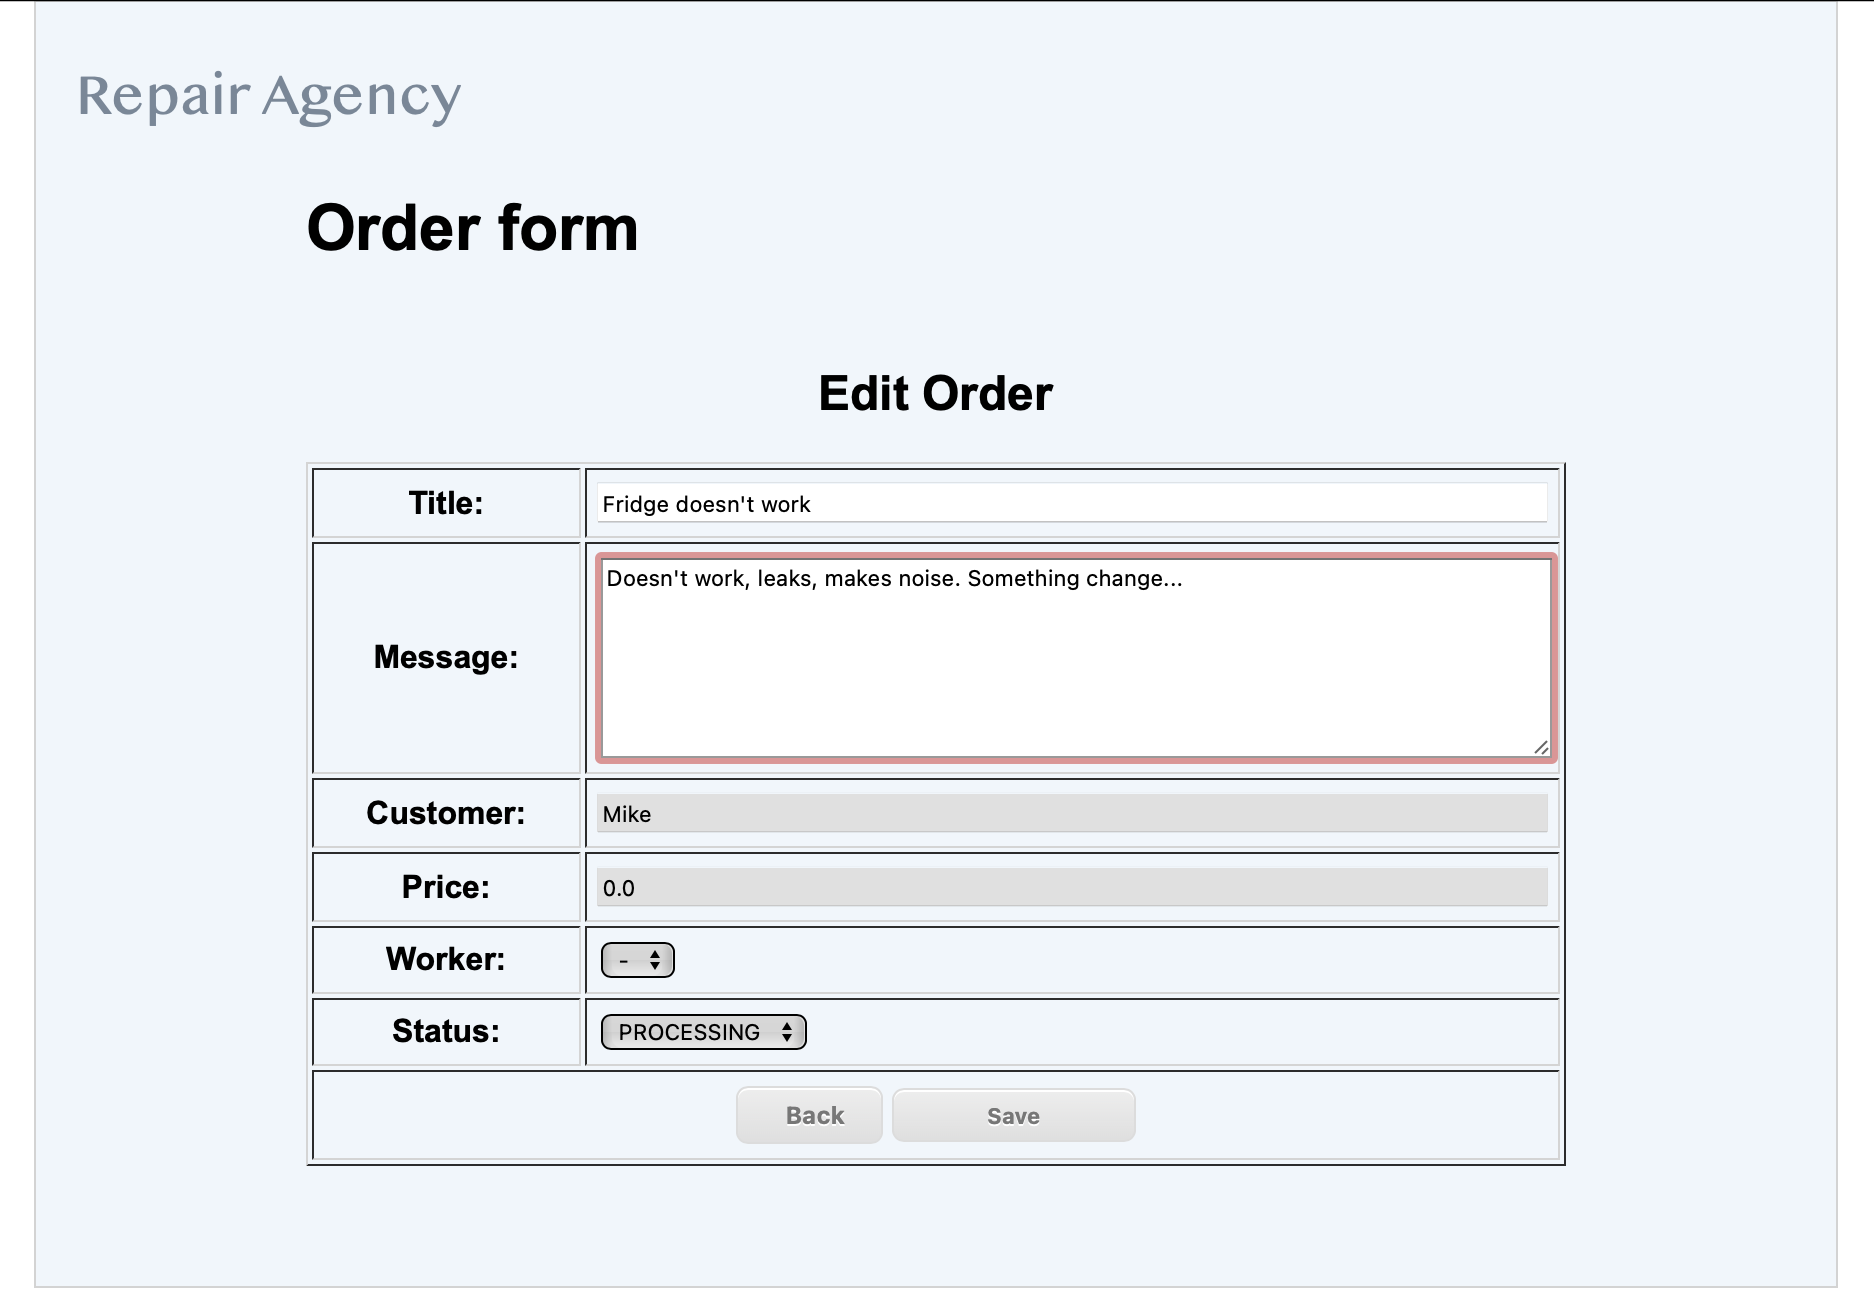 Repair Agency
Order form
Edit Order
Title: Fridge doesn't work
Message: Doesn't work, leaks, makes noise. Something change...
Customer: Mike
Price: 0.0
Worker: -
Status: PROCESSING
Back Save